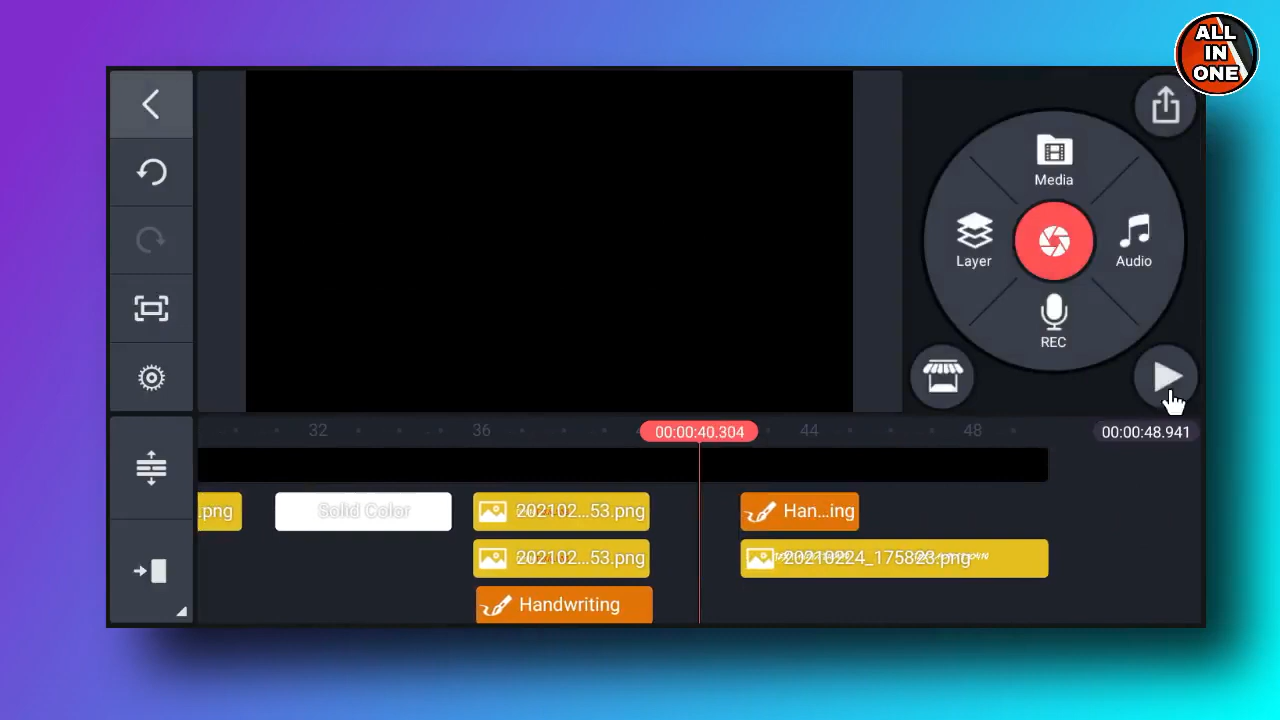 ALL
IN
ONE
Media
Layer
Audio
REC
32
36
00:00:40.304
44
48
00:00:48.941
.png
Solid Color
202102...53.png
Han...ing
202102...53.png
20210224_175823.png
Handwriting